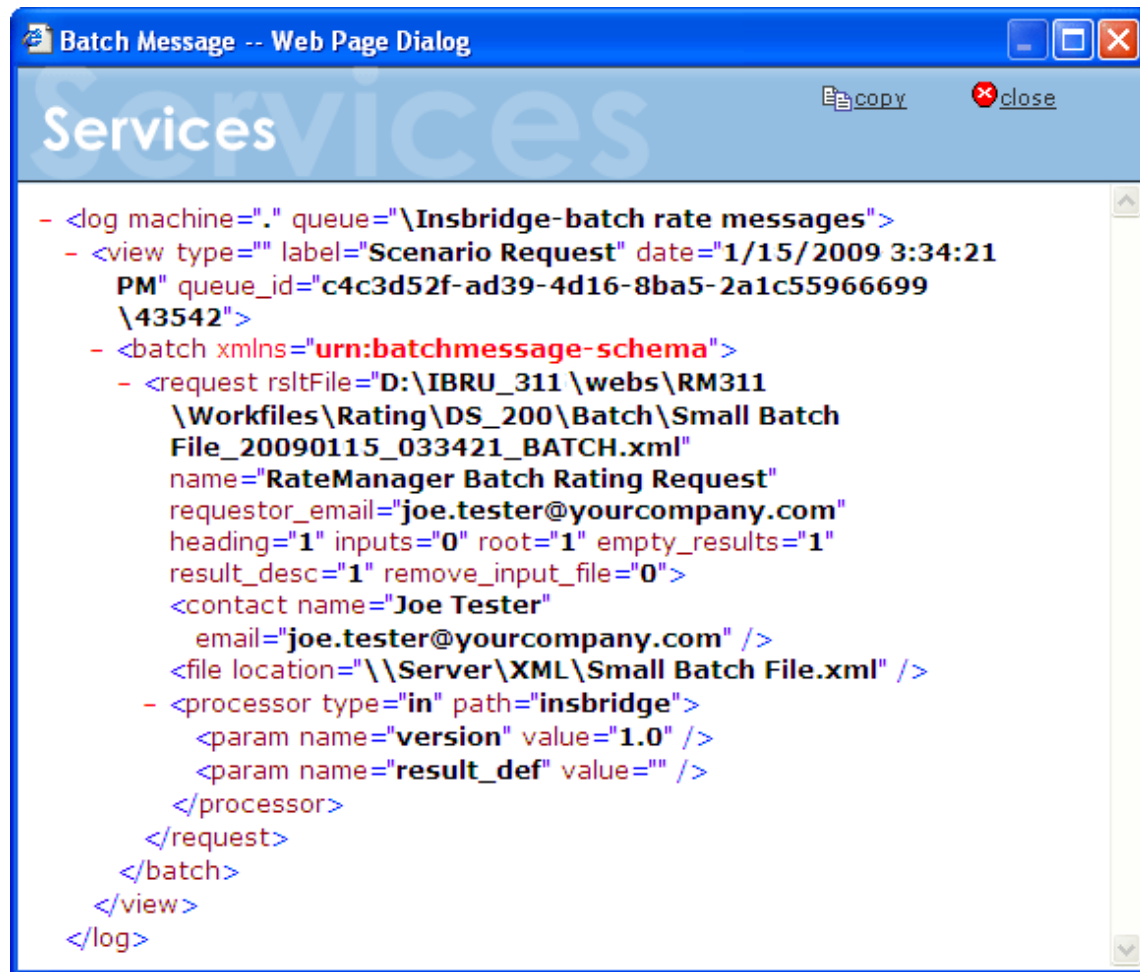 Batch Message -- Web Page Dialog
Services
Services
copy
close
- <log machine="." queue="\Insbridge-batch rate messages">
- <view type="" label="Scenario Request" date="1/15/2009 3:34:21
PM" queue_id="c4c3d52f-ad39-4d16-8ba5-2a1c55966699
\43542">
- <batch xmlns="urn:batchmessage-schema">
- <request rsltFile="D:\IBRU_311\webs\RM311
\Workfiles\Rating\DS_200\Batch\Small Batch
File_20090115_033421_BATCH.xml"
name="RateManager Batch Rating Request"
requestor_email="joe.tester@yourcompany.com"
heading="1" inputs="0" root="1" empty_results="1"
result_desc="1" remove_input_file="0">
<contact name="Joe Tester"
email="joe.tester@yourcompany.com" />
<file location="\\Server\XML\Small Batch File.xml" />
- <processor type="in" path="insbridge">
<param name="version" value="1.0" />
<param name="result_def" value="" />
</processor>
</request>
</batch>
</view>
</log>